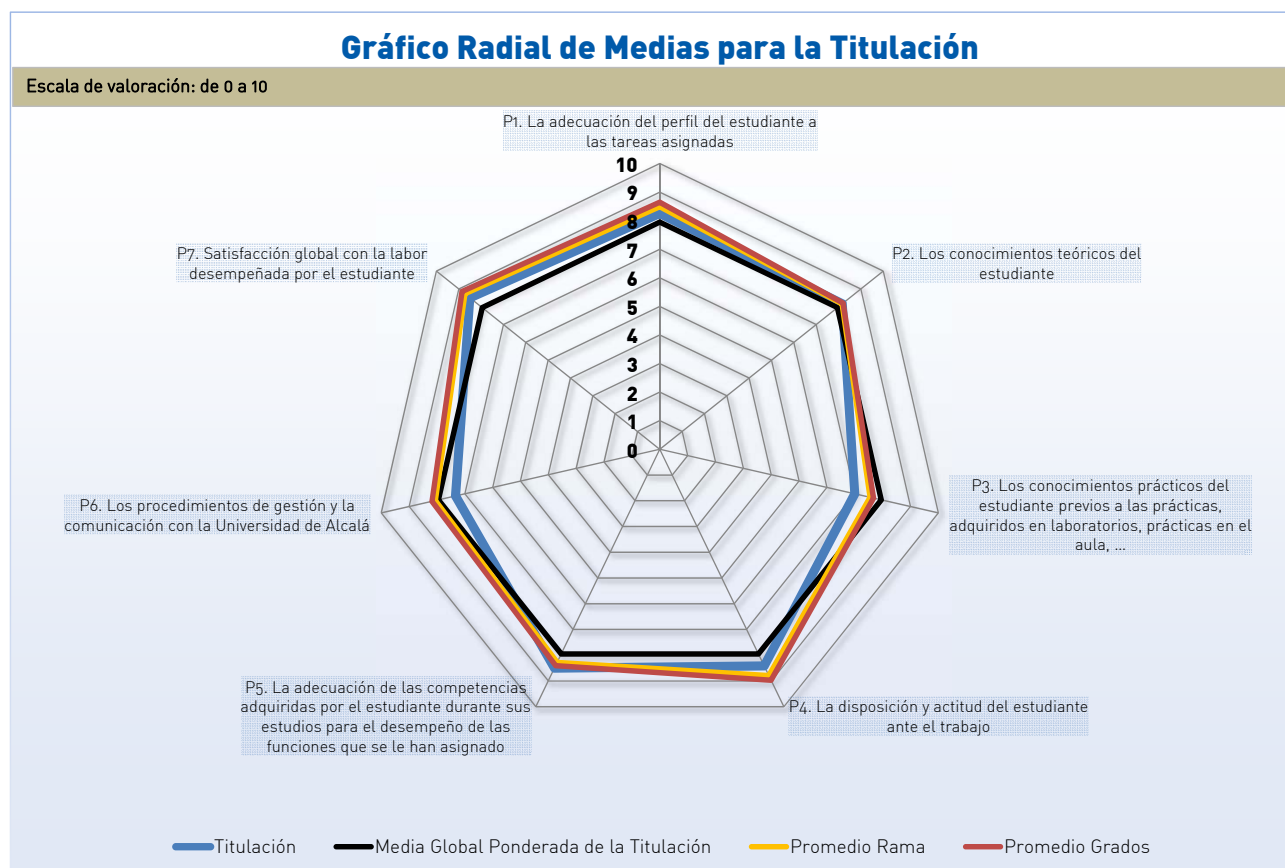 Gráfico Radial de Medias para la Titulación
Escala de valoración: de 0 a 10
P1. La adecuación del perfil del estudiante a
las tareas asignadas
10
9
8
7
6
5
4
3
2
1
0
P2. Los conocimientos teóricos del
estudiante
P3. Los conocimientos prácticos del
estudiante previos a las prácticas,
adquiridos en laboratorios, prácticas en el
aula, ...
P4. La disposición y actitud del estudiante
ante el trabajo
P5. La adecuación de las competencias
adquiridas por el estudiante durante sus
estudios para el desempeño de las
funciones que se le han asignado
P6. Los procedimientos de gestión y la
comunicación con la Universidad de Alcalá
P7. Satisfacción global con la labor
desempeñada por el estudiante
Titulación
Media Global Ponderada de la Titulación
Promedio Rama
Promedio Grados